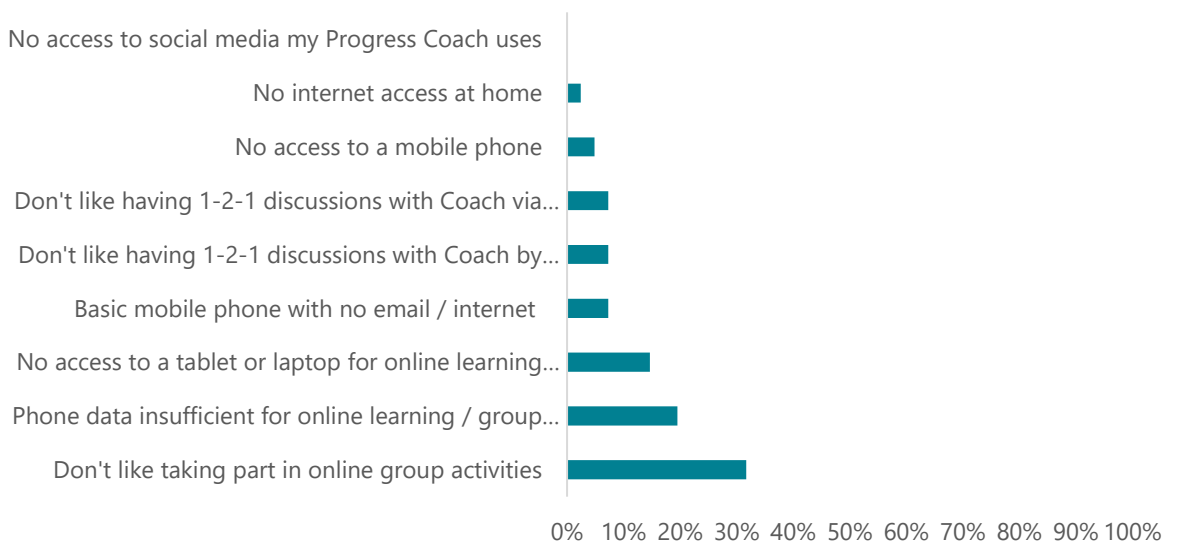 No access to social media my Progress Coach uses
No internet access at home
No access to a mobile phone
Don't like having 1-2-1 discussions with Coach via...
Don't like having 1-2-1 discussions with Coach by...
Basic mobile phone with no email / internet
No access to a tablet or laptop for online learning...
Phone data insufficient for online learning / group...
Don't like taking part in online group activities
0% 10% 20% 30% 40% 50% 60% 70% 80% 90% 100%